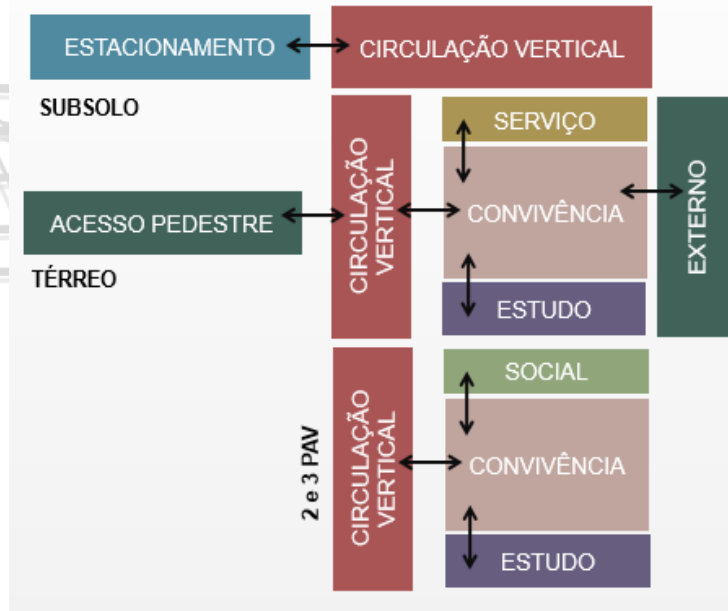 ESTACIONAMENTO
CIRCULAÇÃO VERTICAL
SUBSOLO
SERVIÇO
CIRCULAÇÃO
VERTICAL
CONVIVÊNCIA
EXTERNO
ACESSO PEDESTRE
TÉRREO
ESTUDO
SOCIAL
2 e 3 PAV
CIRCULAÇÃO
VERTICAL
CONVIVÊNCIA
ESTUDO